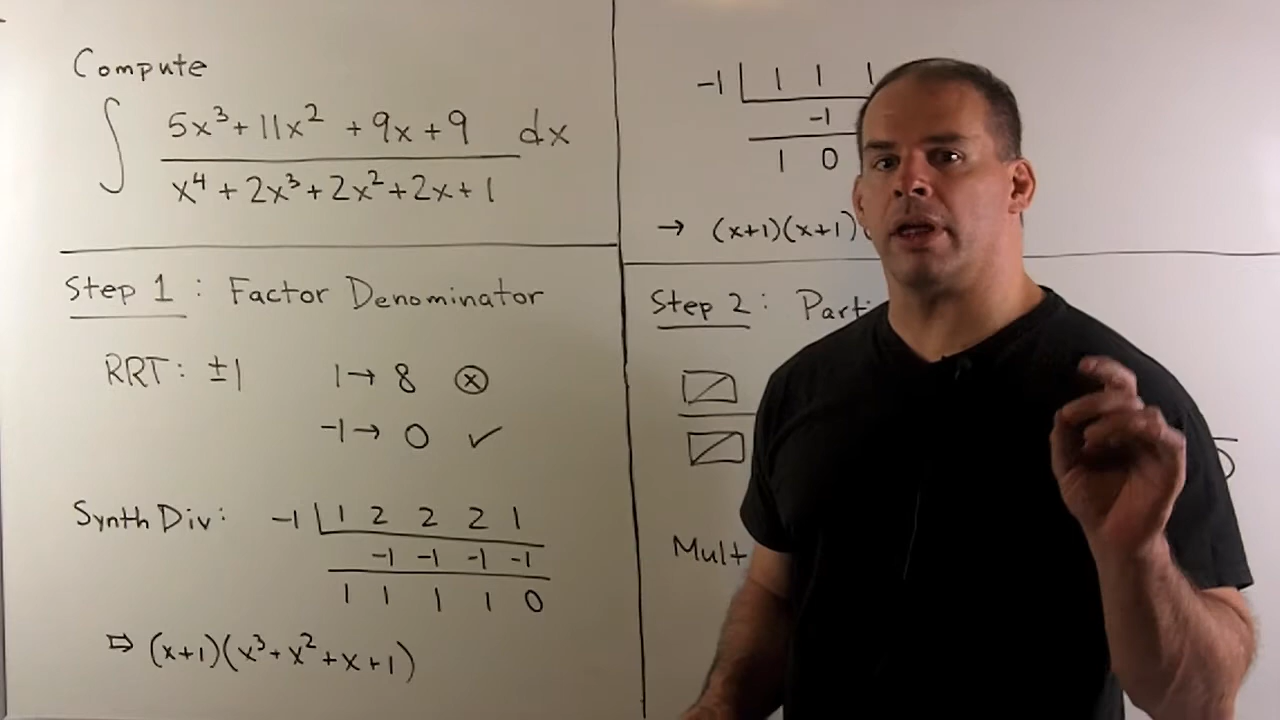 Compute
∫ 5x³+11x² +9x+9 dx
x⁴+2x³+2x²+2x+1
Step 1 : Factor Denominator
RRT: ±1 1→ 8 ⊗
-1→ 0 ✓
Synth Div: -1 | 1 2 2 2 1
-1 -1 -1 -1
1 1 1 1 0
⇨ (x+1)(x³+x²+x+1)
-1 | 1 1 1
-1
1 0
→ (x+1)(x+1)
Step 2 :